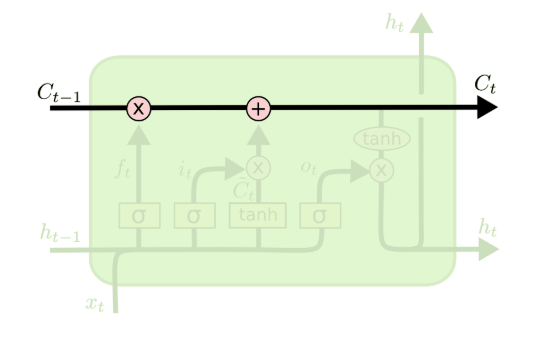 h_t
C_{t-1}
x
+
C_t
tanh
f_t
i_t
x
o_t
x
\tilde{C}_t
σ
σ
tanh
σ
h_{t-1}
h_t
x_t